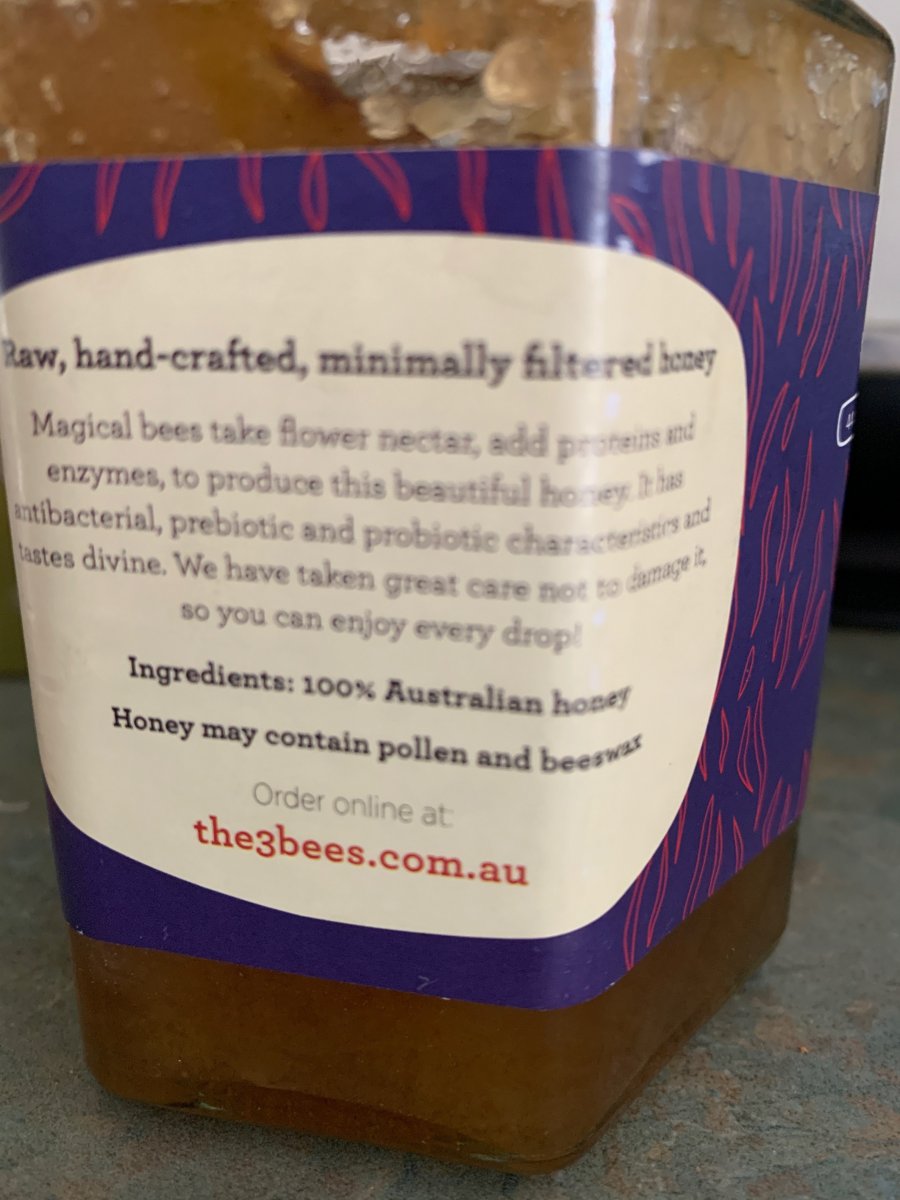 Raw, hand-crafted, minimally filtered honey
Magical bees take flower nectar, add proteins and
enzymes, to produce this beautiful honey. It has
antibacterial, prebiotic and probiotic characteristics and
tastes divine. We have taken great care not to damage it,
so you can enjoy every drop!
Ingredients: 100% Australian honey
Honey may contain pollen and beeswax
Order online at:
the3bees.com.au